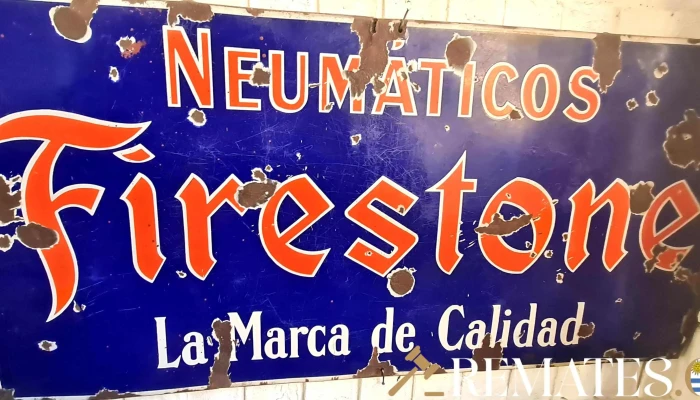 NEUMÁTICOS
Firestone
La Marca de Calidad
REMATES.